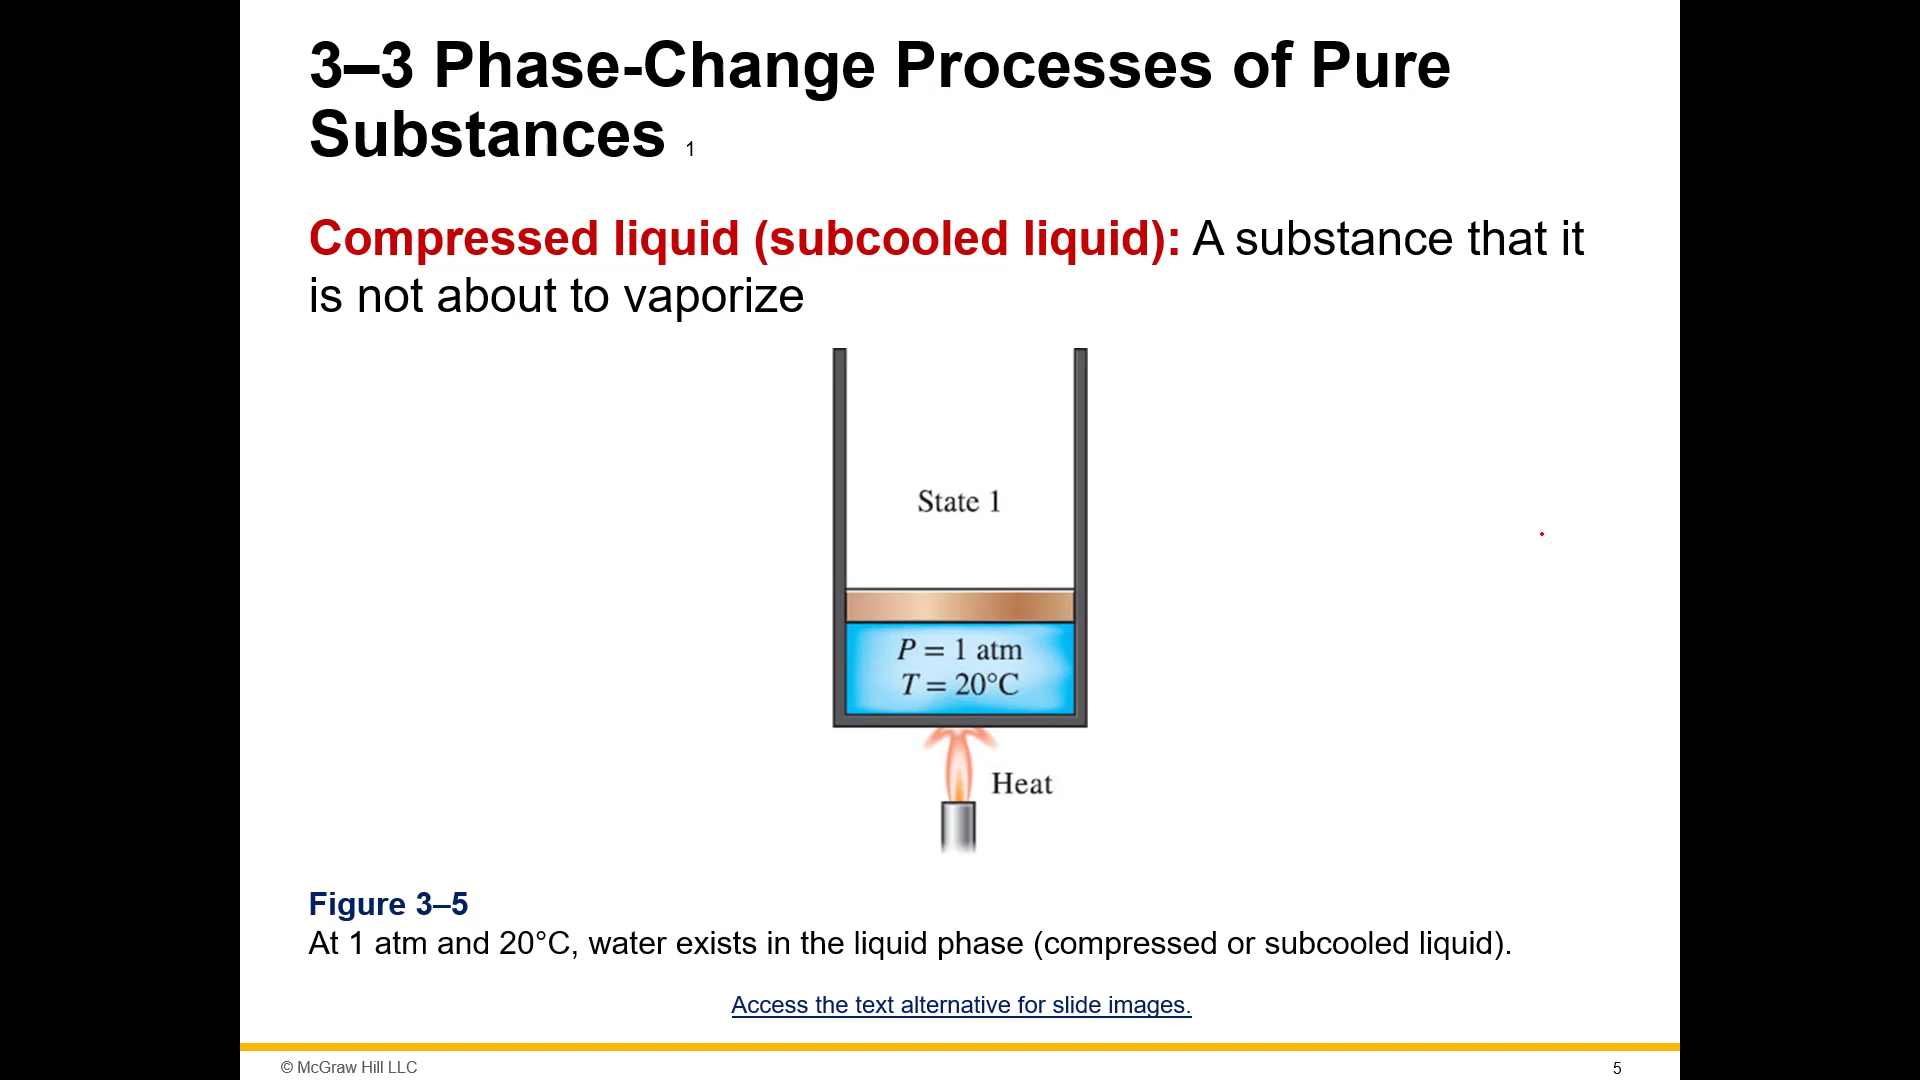 3–3 Phase-Change Processes of Pure
Substances 1
Compressed liquid (subcooled liquid): A substance that it
is not about to vaporize
State 1
P = 1 atm
T = 20°C
Heat
Figure 3–5
At 1 atm and 20°C, water exists in the liquid phase (compressed or subcooled liquid).
Access the text alternative for slide images.
© McGraw Hill LLC
5